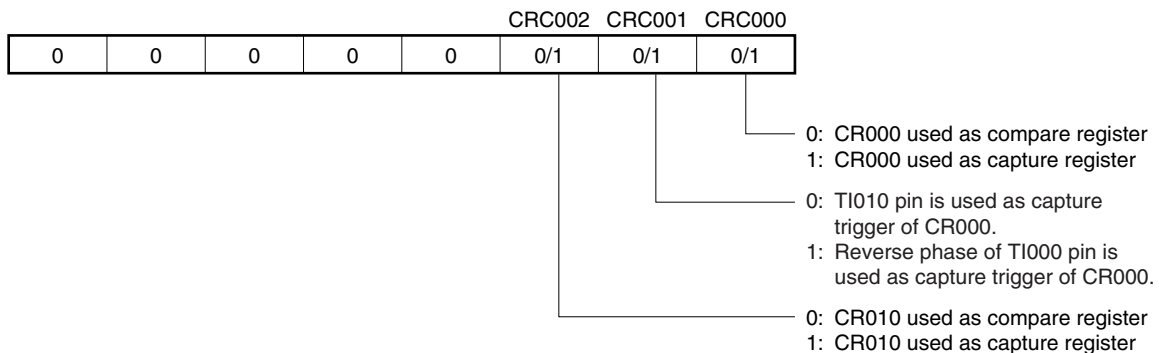 CRC002 CRC001 CRC000
0 0 0 0 0 0/1 0/1 0/1
0: CR000 used as compare register
1: CR000 used as capture register
0: TI010 pin is used as capture
trigger of CR000.
1: Reverse phase of TI000 pin is
used as capture trigger of CR000.
0: CR010 used as compare register
1: CR010 used as capture register